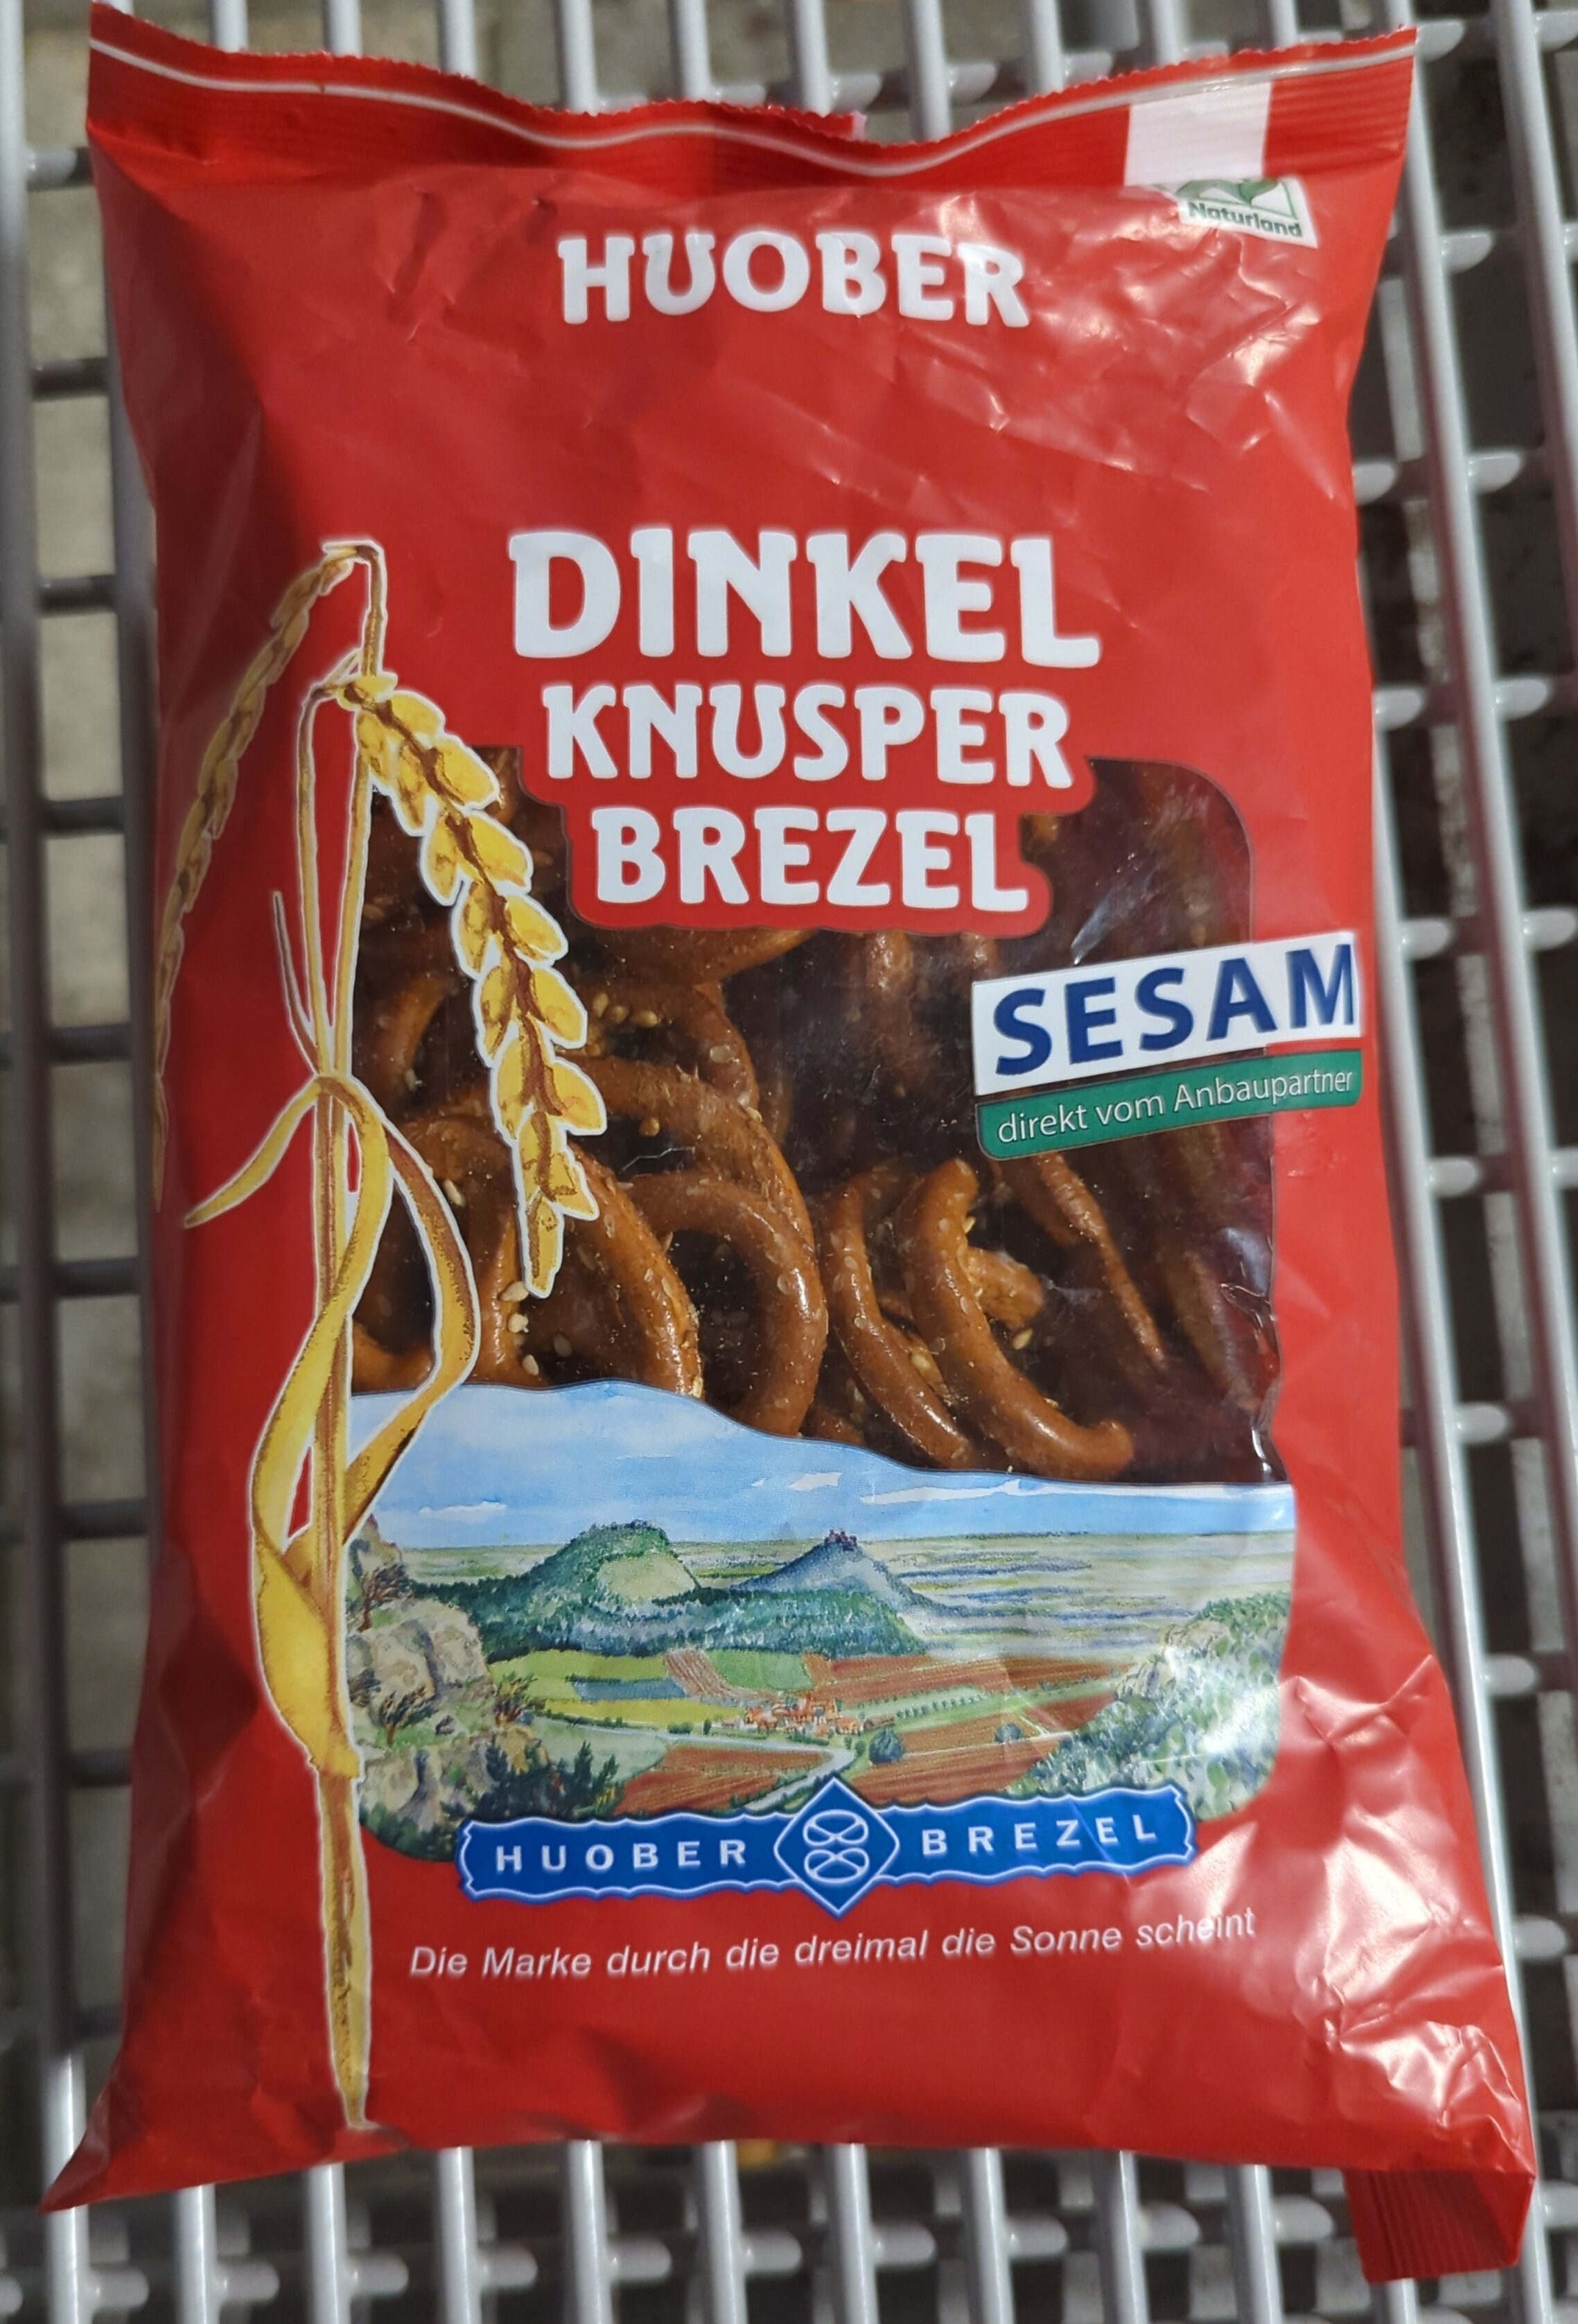 Naturland
HUOBER
DINKEL
KNUSPER
BREZEL
SESAM
direkt vom Anbaupartner
HUOBER BREZEL
Die Marke durch die dreimal die Sonne scheint